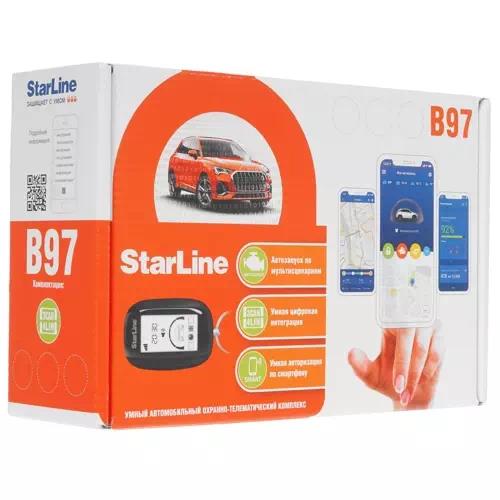 StarLine
ЗАЩИЩАЕТ С УМОМ
Подробная
информация
B97
Комплектация:
3CAN
4LIN
B97
92%
StarLine
Автозапуск по
мультисценариям
3CAN
4LIN
Умная цифровая
интеграция
SMART
Умная авторизация
по смартфону
StarLine
УМНЫЙ АВТОМОБИЛЬНЫЙ ОХРАННО-ТЕЛЕМАТИЧЕСКИЙ КОМПЛЕКС